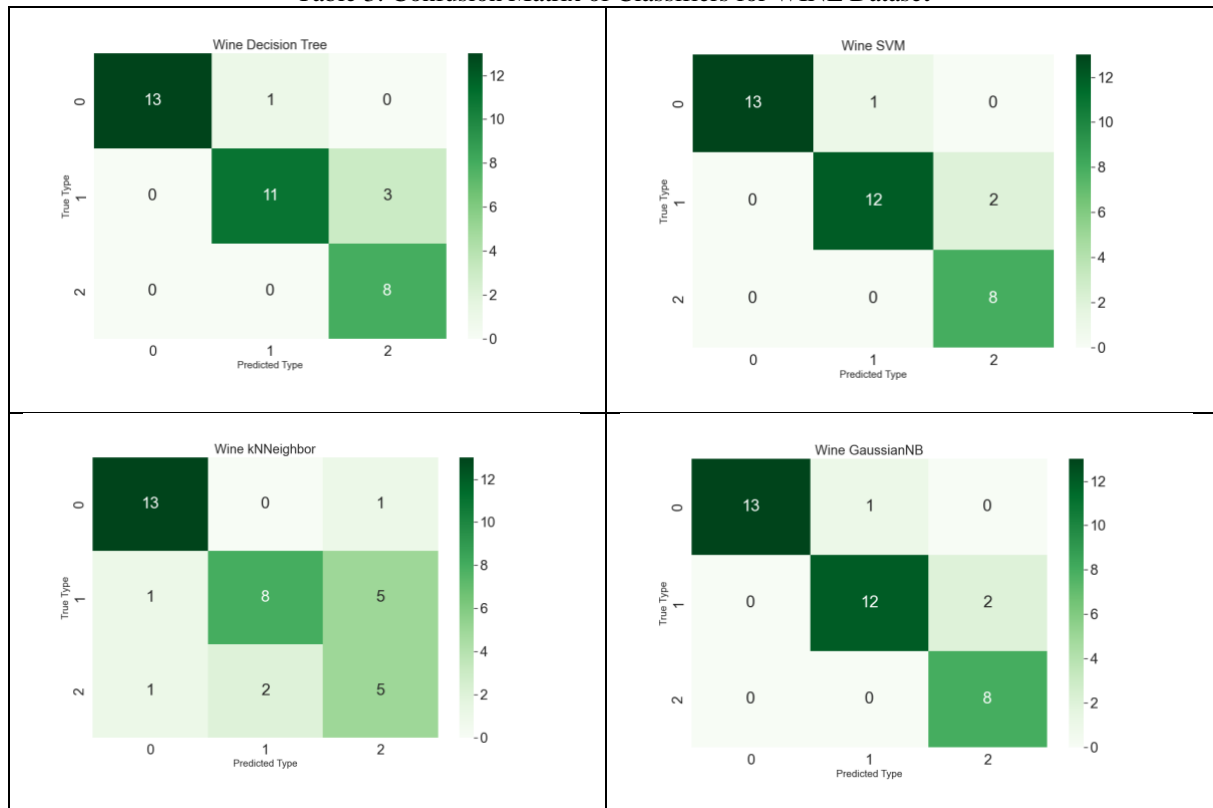 Wine Decision Tree
0 13 1 0
1 0 11 3
2 0 0 8
0 1 2
True Type
Predicted Type
12
10
8
6
4
2
0
Wine SVM
0 13 1 0
1 0 12 2
2 0 0 8
0 1 2
True Type
Predicted Type
12
10
8
6
4
2
0
Wine kNNeighbor
0 13 0 1
1 1 8 5
2 1 2 5
0 1 2
True Type
Predicted Type
12
10
8
6
4
2
0
Wine GaussianNB
0 13 1 0
1 0 12 2
2 0 0 8
0 1 2
True Type
Predicted Type
12
10
8
6
4
2
0